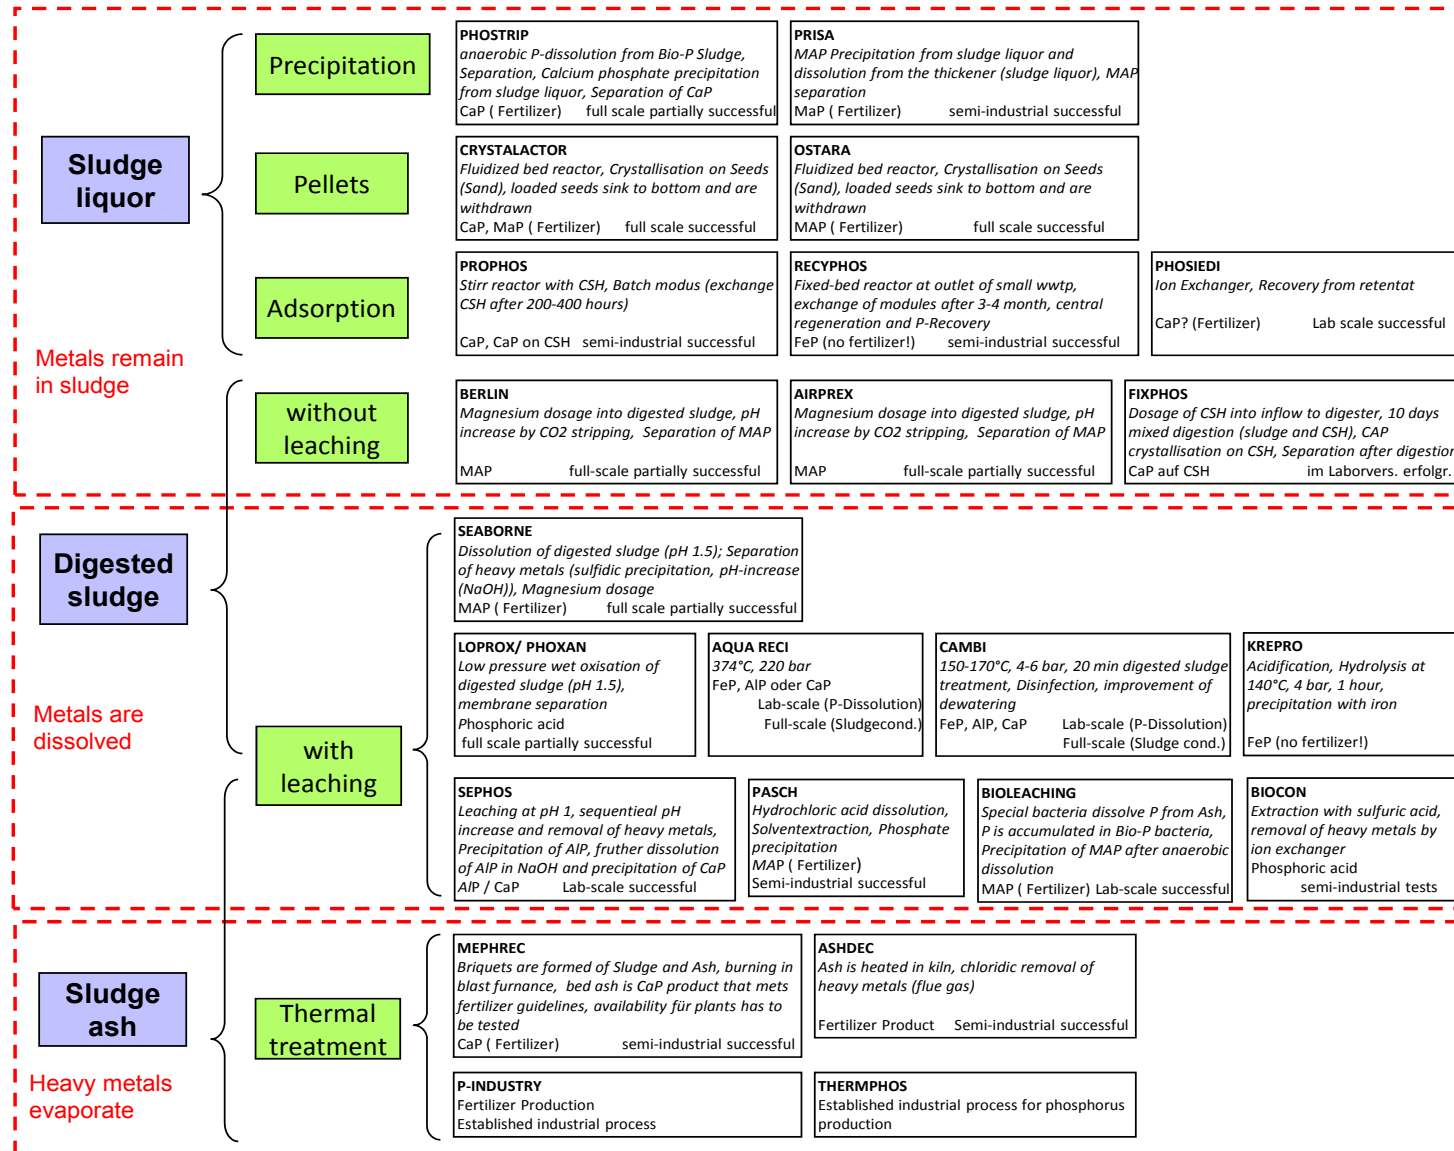 Precipitation
PHOSTRIP
anaerobic P-dissolution from Bio-P Sludge,
Separation, Calcium phosphate precipitation
from sludge liquor, Separation of CaP
CaP ( Fertilizer) full scale partially successful
PRISA
MAP Precipitation from sludge liquor and
dissolution from the thickener (sludge liquor), MAP
separation
MaP ( Fertilizer) semi-industrial successful
Sludge
liquor
Pellets
CRYSTALACTOR
Fluidized bed reactor, Crystallisation on Seeds
(Sand), loaded seeds sink to bottom and are
withdrawn
CaP, MaP ( Fertilizer) full scale successful
OSTARA
Fluidized bed reactor, Crystallisation on Seeds
(Sand), loaded seeds sink to bottom and are
withdrawn
MAP ( Fertilizer) full scale successful
Adsorption
PROPHOS
Stirr reactor with CSH, Batch modus (exchange
CSH after 200-400 hours)
CaP, CaP on CSH semi-industrial successful
RECYPHOS
Fixed-bed reactor at outlet of small wwtp,
exchange of modules after 3-4 month, central
regeneration and P-Recovery
FeP (no fertilizer!) semi-industrial successful
PHOSIEDI
Ion Exchanger, Recovery from retentat
CaP? (Fertilizer) Lab scale successful
Metals remain
in sludge
without
leaching
BERLIN
Magnesium dosage into digested sludge, pH
increase by CO2 stripping, Separation of MAP
MAP full-scale partially successful
AIRPREX
Magnesium dosage into digested sludge, pH
increase by CO2 stripping, Separation of MAP
MAP full-scale partially successful
FIXPHOS
Dosage of CSH into inflow to digester, 10 days
mixed digestion (sludge and CSH), CAP
crystallisation on CSH, Separation after digestion
CaP auf CSH im Laborvers. erfolgr.
Digested
sludge
SEABORNE
Dissolution of digested sludge (pH 1.5); Separation
of heavy metals (sulfidic precipitation, pH-increase
(NaOH)), Magnesium dosage
MAP ( Fertilizer) full scale partially successful
Metals are
dissolved
with
leaching
LOPROX/ PHOXAN
Low pressure wet oxisation of
digested sludge (pH 1.5),
membrane separation
Phosphoric acid
full scale partially successful
AQUA RECI
374°C, 220 bar
FeP, AlP oder CaP
Lab-scale (P-Dissolution)
Full-scale (Sludgecond.)
CAMBI
150-170°C, 4-6 bar, 20 min digested sludge
treatment, Disinfection, improvement of
dewatering
FeP, AlP, CaP Lab-scale (P-Dissolution)
Full-scale (Sludge cond.)
KREPRO
Acidification, Hydrolysis at
140°C, 4 bar, 1 hour,
precipitation with iron
FeP (no fertilizer!)
SEPHOS
Leaching at pH 1, sequentieal pH
increase and removal of heavy metals,
Precipitation of AlP, fruther dissolution
of AlP in NaOH and precipitation of CaP
AlP / CaP Lab-scale successful
PASCH
Hydrochloric acid dissolution,
Solventextraction, Phosphate
precipitation
MAP ( Fertilizer)
Semi-industrial successful
BIOLEACHING
Special bacteria dissolve P from Ash,
P is accumulated in Bio-P bacteria,
Precipitation of MAP after anaerobic
dissolution
MAP ( Fertilizer) Lab-scale successful
BIOCON
Extraction with sulfuric acid,
removal of heavy metals by
ion exchanger
Phosphoric acid
semi-industrial tests
Sludge
ash
Thermal
treatment
MEPHREC
Briquets are formed of Sludge and Ash, burning in
blast furnance, bed ash is CaP product that mets
fertilizer guidelines, availability für plants has to
be tested
CaP ( Fertilizer) semi-industrial successful
ASHDEC
Ash is heated in kiln, chloridic removal of
heavy metals (flue gas)
Fertilizer Product Semi-industrial successful
Heavy metals
evaporate
P-INDUSTRY
Fertilizer Production
Established industrial process
THERMPHOS
Established industrial process for phosphorus
production